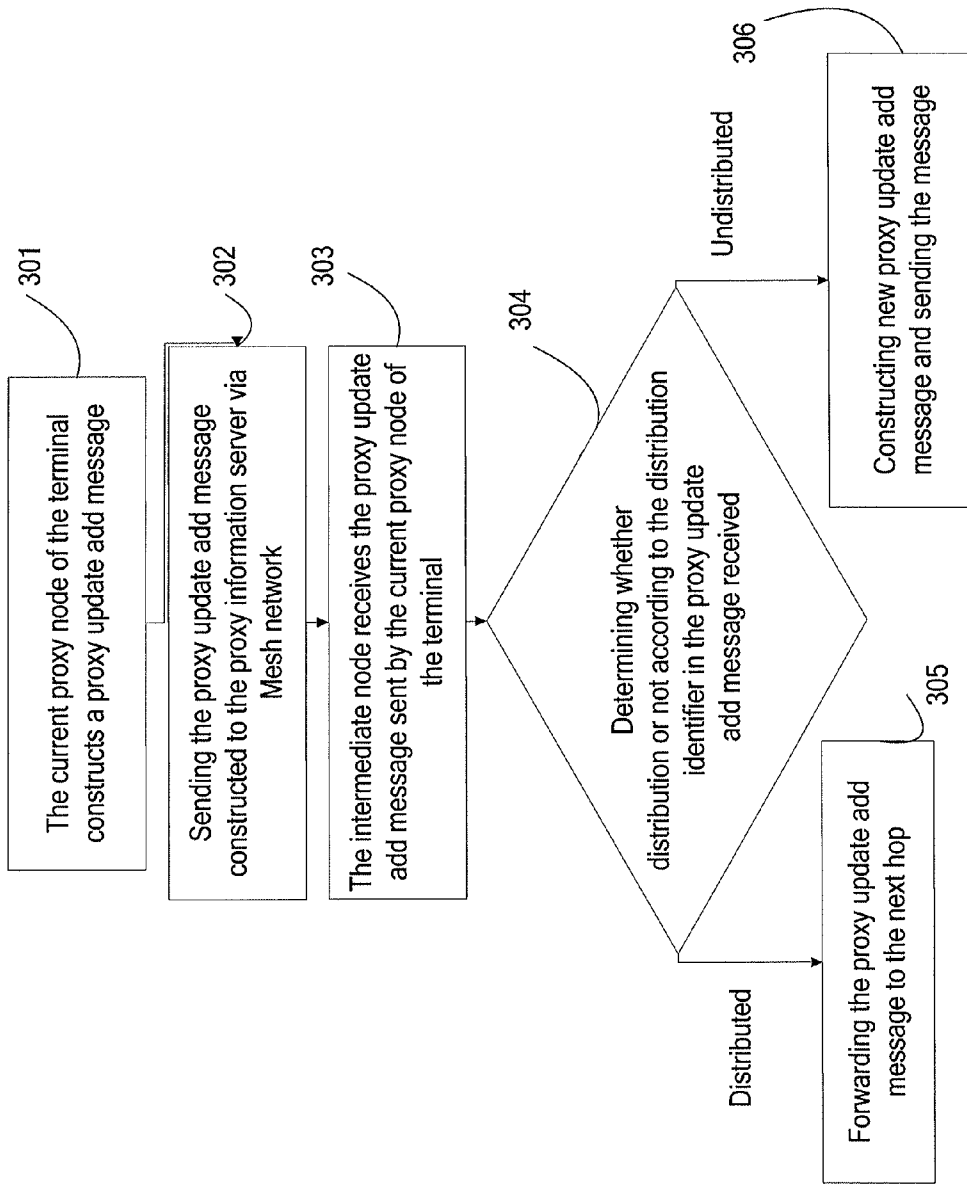 301
The current proxy node of the terminal
constructs a proxy update add message
302
Sending the proxy update add message
constructed to the proxy information server via
Mesh network
303
The intermediate node receives the proxy update
add message sent by the current proxy node of
the terminal
304
Determining whether
distribution or not according to the distribution
identifier in the proxy update
add message received
Distributed
Undistributed
305
Forwarding the proxy update add
message to the next hop
306
Constructing new proxy update add
message and sending the message